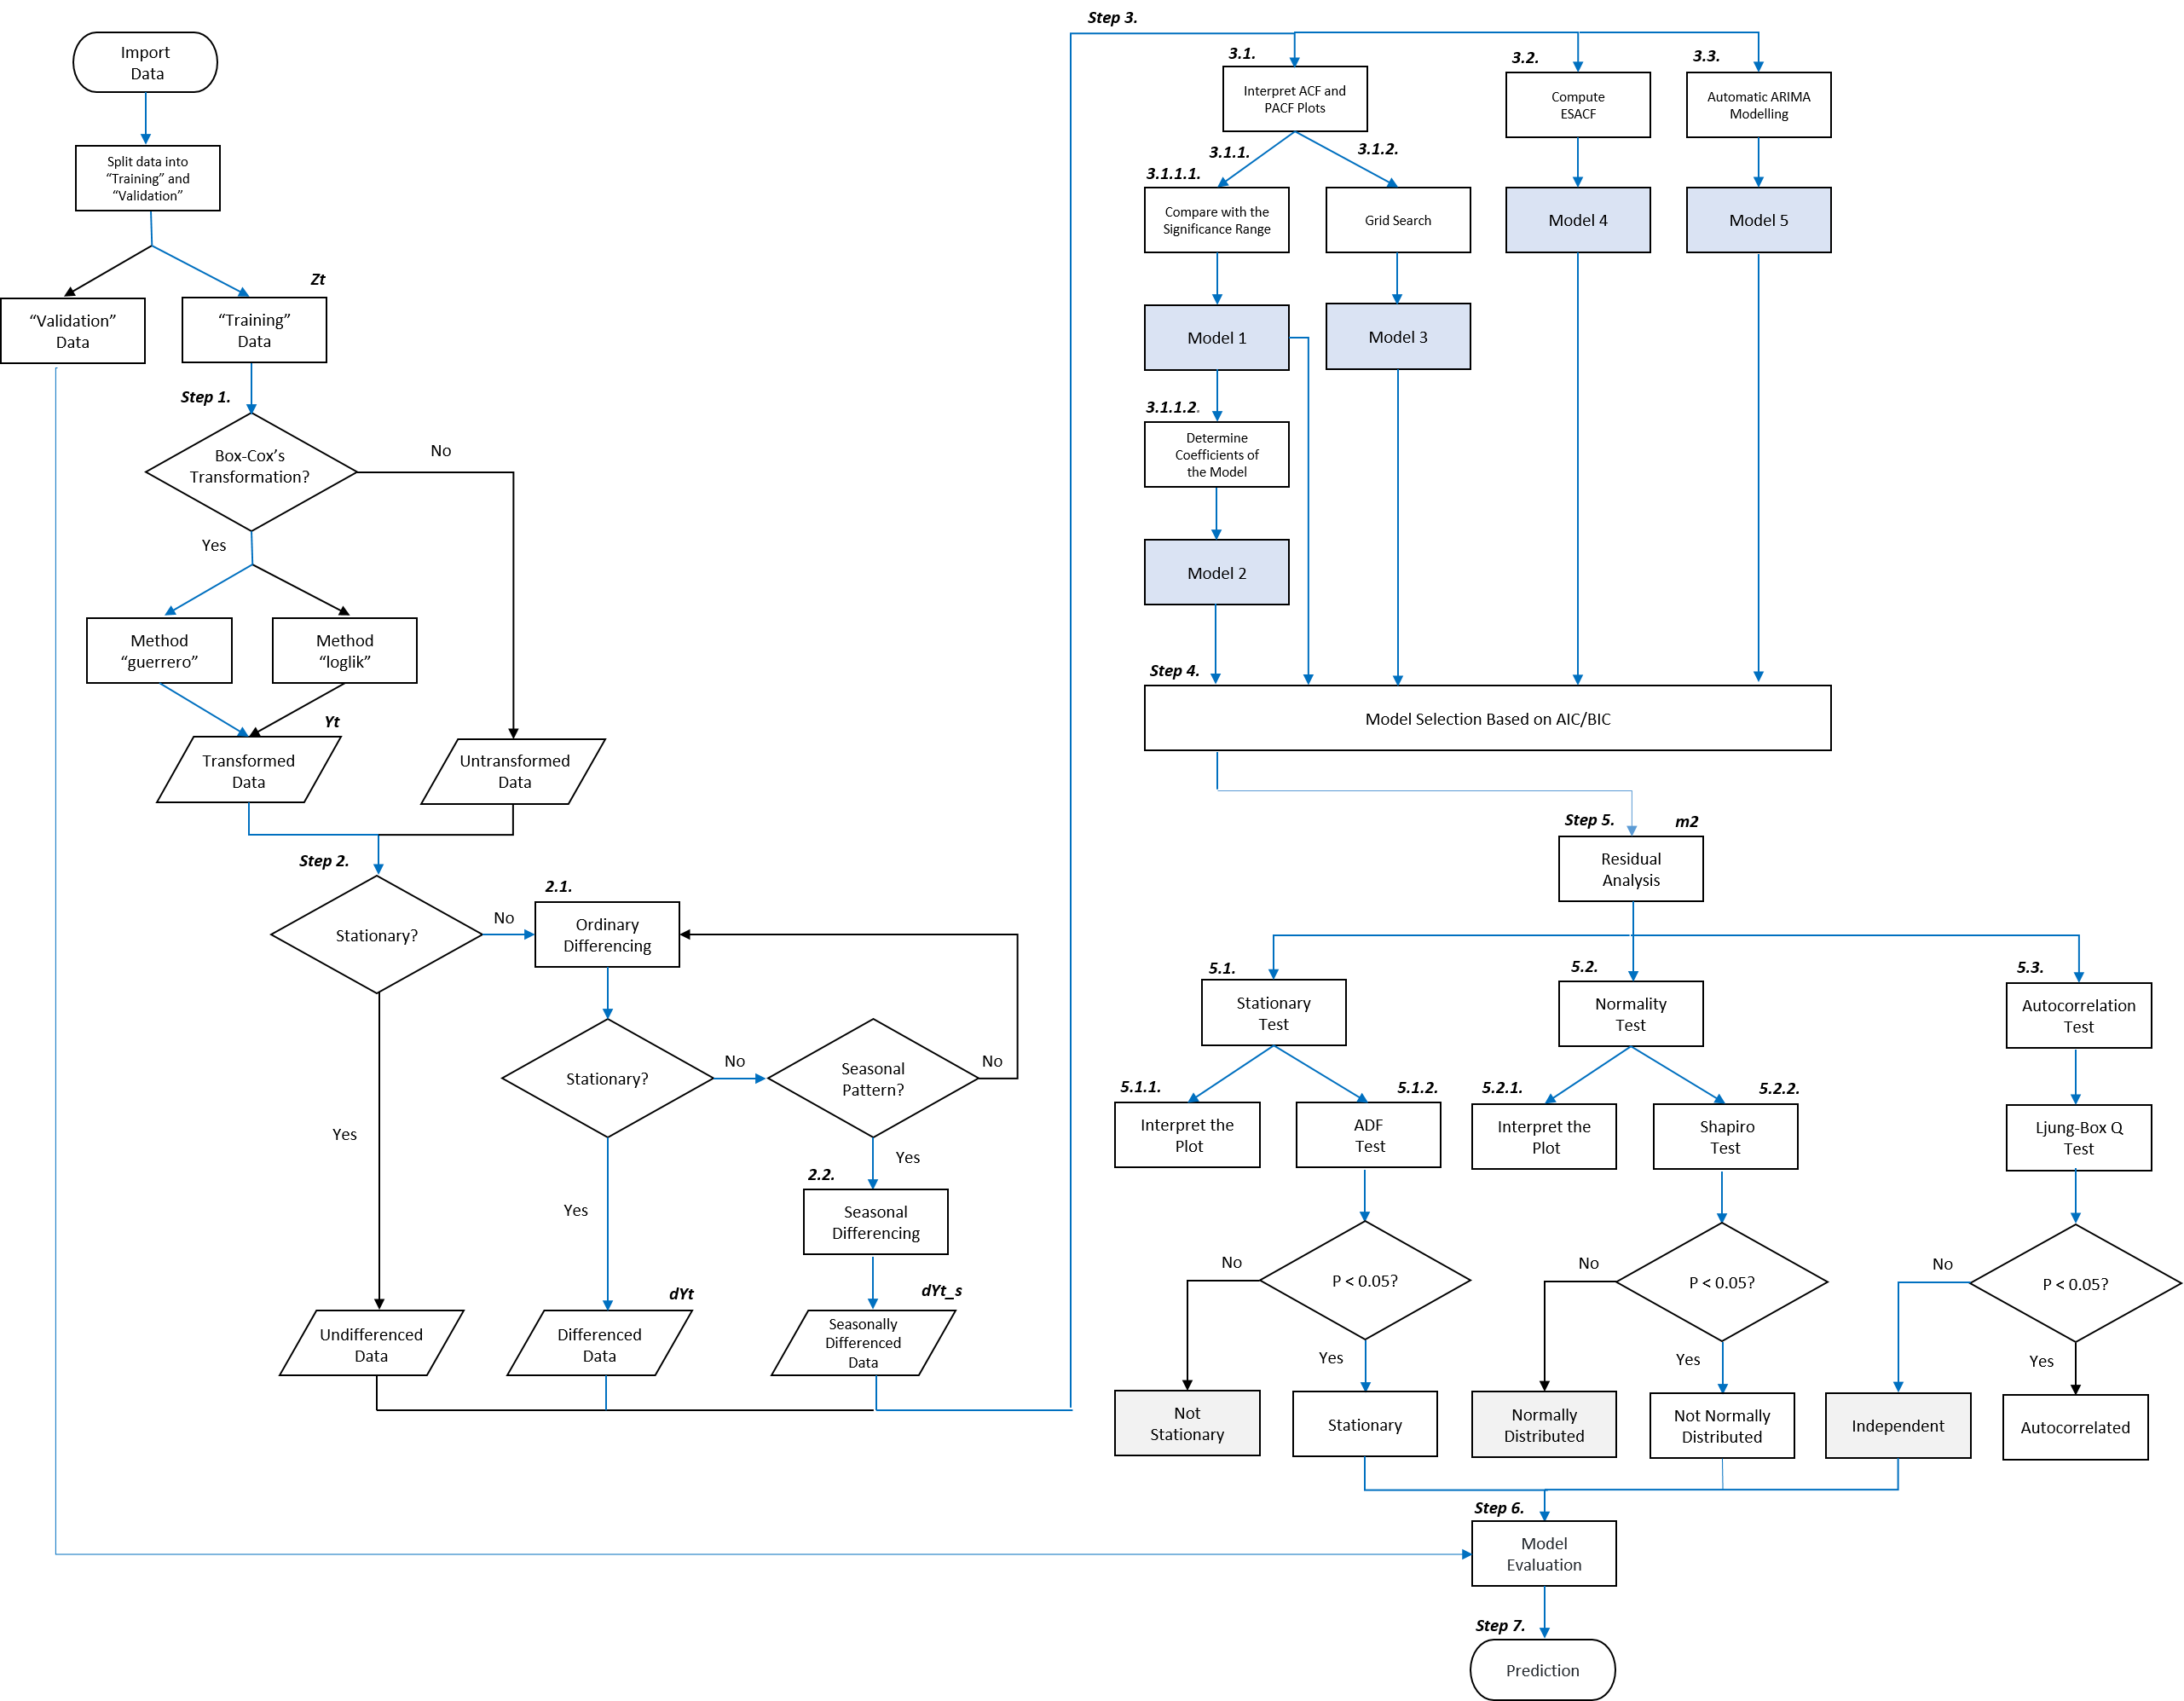 Import
Data
Split data into
“Training” and
“Validation”
Zt
“Validation”
Data
“Training”
Data
Step 1.
Box-Cox’s
Transformation?
No
Yes
Method
“guerrero”
Method
“loglik”
Yt
Transformed
Data
Untransformed
Data
Step 2.
Stationary?
No
2.1.
Ordinary
Differencing
Stationary?
No
Seasonal
Pattern?
No
Yes
Yes
Yes
2.2.
Seasonal
Differencing
Undifferenced
Data
dYt
Differenced
Data
dYt_s
Seasonally
Differenced
Data
Step 3.
3.1.
Interpret ACF and
PACF Plots
3.2.
Compute
ESACF
3.3.
Automatic ARIMA
Modelling
3.1.1.
3.1.2.
3.1.1.1.
Compare with the
Significance Range
Grid Search
Model 4
Model 5
Model 1
Model 3
3.1.1.2.
Determine
Coefficients of
the Model
Model 2
Step 4.
Model Selection Based on AIC/BIC
Step 5.
m2
Residual
Analysis
5.1.
Stationary
Test
5.2.
Normality
Test
5.3.
Autocorrelation
Test
5.1.1.
Interpret the
Plot
5.1.2.
ADF
Test
5.2.1.
Interpret the
Plot
5.2.2.
Shapiro
Test
Ljung-Box Q
Test
No
P < 0.05?
Yes
No
P < 0.05?
Yes
No
P < 0.05?
Yes
Not
Stationary
Stationary
Normally
Distributed
Not Normally
Distributed
Independent
Autocorrelated
Step 6.
Model
Evaluation
Step 7.
Prediction